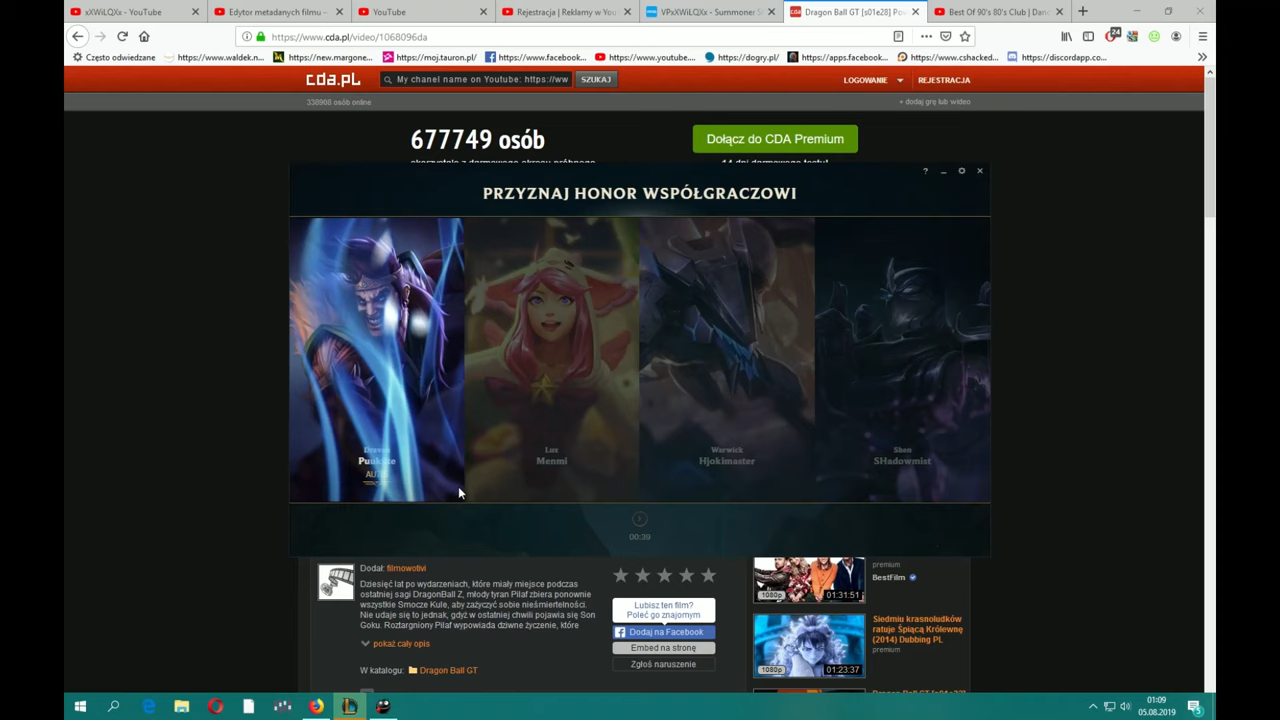 xXWiLQXx - YouTube
Edytor metadanych filmu –
YouTube
Rejestracja | Reklamy w You
VPxXWiLQXx - Summoner S
Dragon Ball GT [s01e28] Pow
Best Of 90's 80's Club | Danc
https://www.cda.pl/video/1068096da
24
Często odwiedzane
https://www.waldek.n...
https://new.margone...
https://moj.tauron.pl/
https://www.facebook...
https://www.youtube....
https://dogry.pl/
https://apps.facebook...
https://www.cshacked...
https://discordapp.co...
cda.pl
My chanel name on Youtube: https://ww
SZUKAJ
LOGOWANIE
REJESTRACJA
338908 osób online
+ dodaj grę lub wideo
677749 osób
Dołącz do CDA Premium
PRZYZNAJ HONOR WSPÓŁGRACZOWI
Draven
Lux
Menmi
Warwick
Hjokimaster
Shen
SHadowmist
00:39
Dodał: filmowotivi
Dziesięć lat po wydarzeniach, które miały miejsce podczas
ostatniej sagi DragonBall Z, młody tyran Pilaf zbiera ponownie
wszystkie Smocze Kule, aby zażyczyć sobie nieśmiertelności.
Nie udaje się to jednak, gdyż w ostatniej chwili pojawia się Son
Goku. Roztargniony Pilaf wypowiada dziwne życzenie, które
pokaż cały opis
W katalogu: Dragon Ball GT
Lubisz ten film?
Poleć go znajomym
Dodaj na Facebook
Embed na stronę
Zgłoś naruszenie
1080p
01:31:51
premium
BestFilm
1080p
01:23:37
Siedmiu krasnoludków
ratuje Śpiącą Królewnę
(2014) Dubbing PL
premium
01:09
05.08.2019